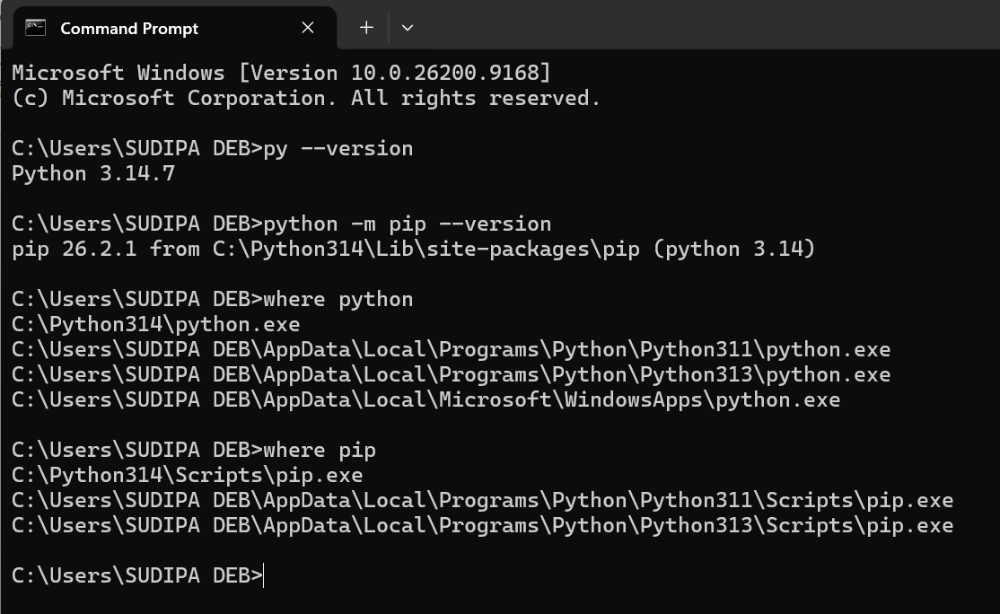 Command Prompt
Microsoft Windows [Version 10.0.26200.9168]
(c) Microsoft Corporation. All rights reserved.
C:\Users\SUDIPA DEB>py --version
Python 3.14.7
C:\Users\SUDIPA DEB>python -m pip --version
pip 26.2.1 from C:\Python314\Lib\site-packages\pip (python 3.14)
C:\Users\SUDIPA DEB>where python
C:\Python314\python.exe
C:\Users\SUDIPA DEB\AppData\Local\Programs\Python\Python311\python.exe
C:\Users\SUDIPA DEB\AppData\Local\Programs\Python\Python313\python.exe
C:\Users\SUDIPA DEB\AppData\Local\Microsoft\WindowsApps\python.exe
C:\Users\SUDIPA DEB>where pip
C:\Python314\Scripts\pip.exe
C:\Users\SUDIPA DEB\AppData\Local\Programs\Python\Python311\Scripts\pip.exe
C:\Users\SUDIPA DEB\AppData\Local\Programs\Python\Python313\Scripts\pip.exe
C:\Users\SUDIPA DEB>